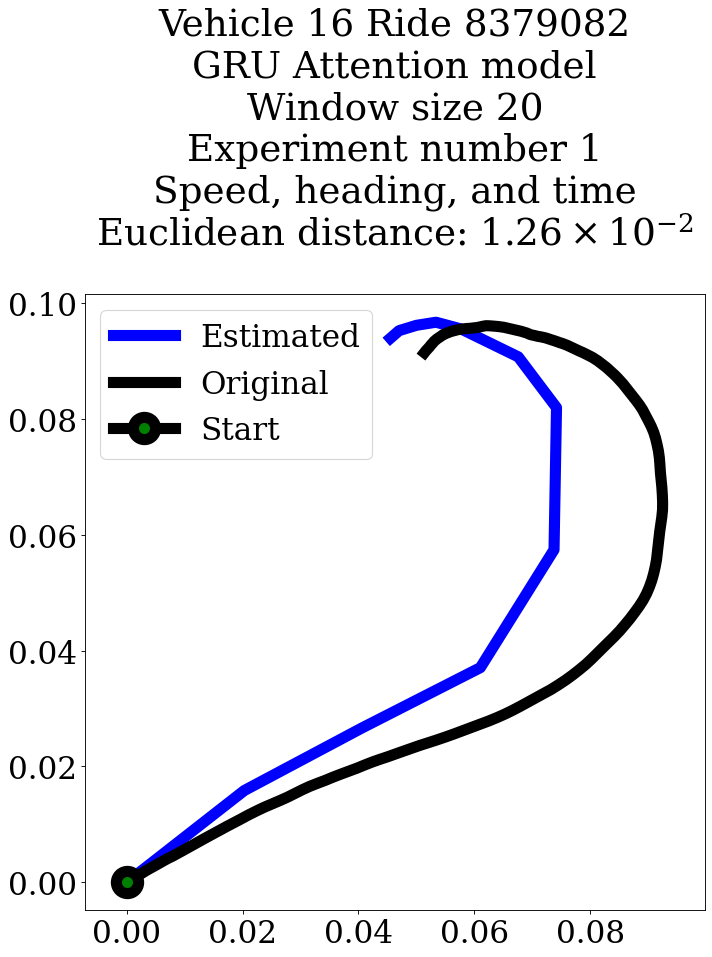 Vehicle 16 Ride 8379082
GRU Attention model
Window size 20
Experiment number 1
Speed, heading, and time
Euclidean distance: 1.26 × 10⁻²
Estimated
Original
Start
0.10
0.08
0.06
0.04
0.02
0.00
0.00 0.02 0.04 0.06 0.08